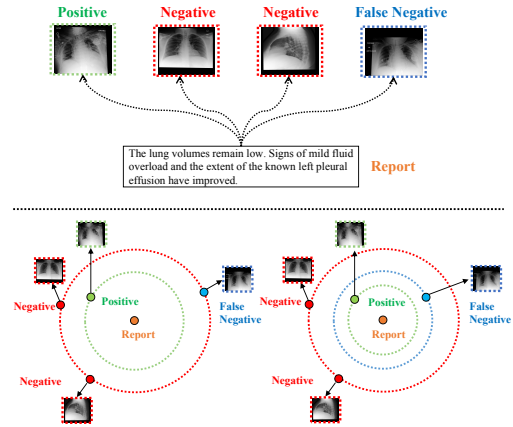 Positive Negative Negative False Negative
The lung volumes remain low. Signs of mild fluid
overload and the extent of the known left pleural
effusion have improved.
Report
Negative
Positive
Report
False
Negative
Negative
Negative
Positive
Report
False
Negative
Negative